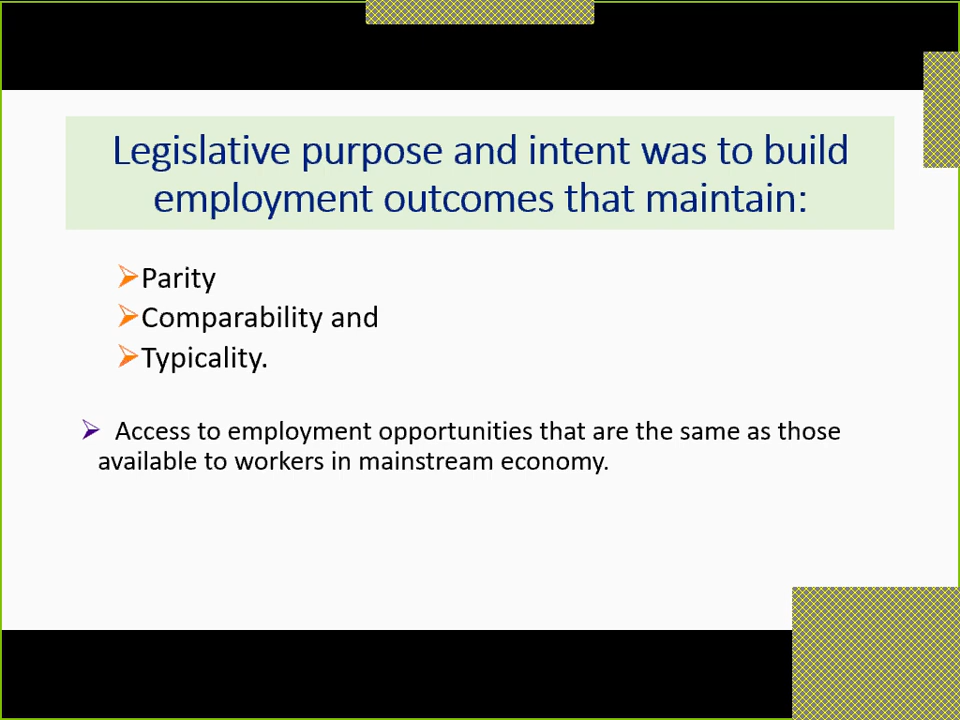 Legislative purpose and intent was to build
employment outcomes that maintain:
Parity
Comparability and
Typicality.
Access to employment opportunities that are the same as those
available to workers in mainstream economy.